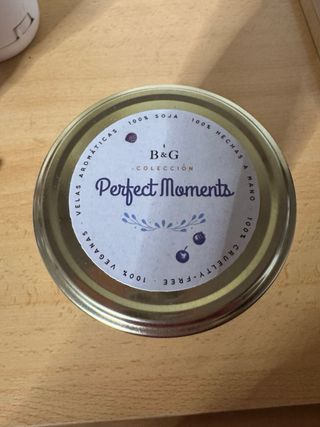 B&G
COLECCIÓN
Perfect Moments
VELAS AROMÁTICAS · 100% SOJA · 100% HECHAS A MANO · 100% CRUELTY-FREE · 100% VEGANAS ·